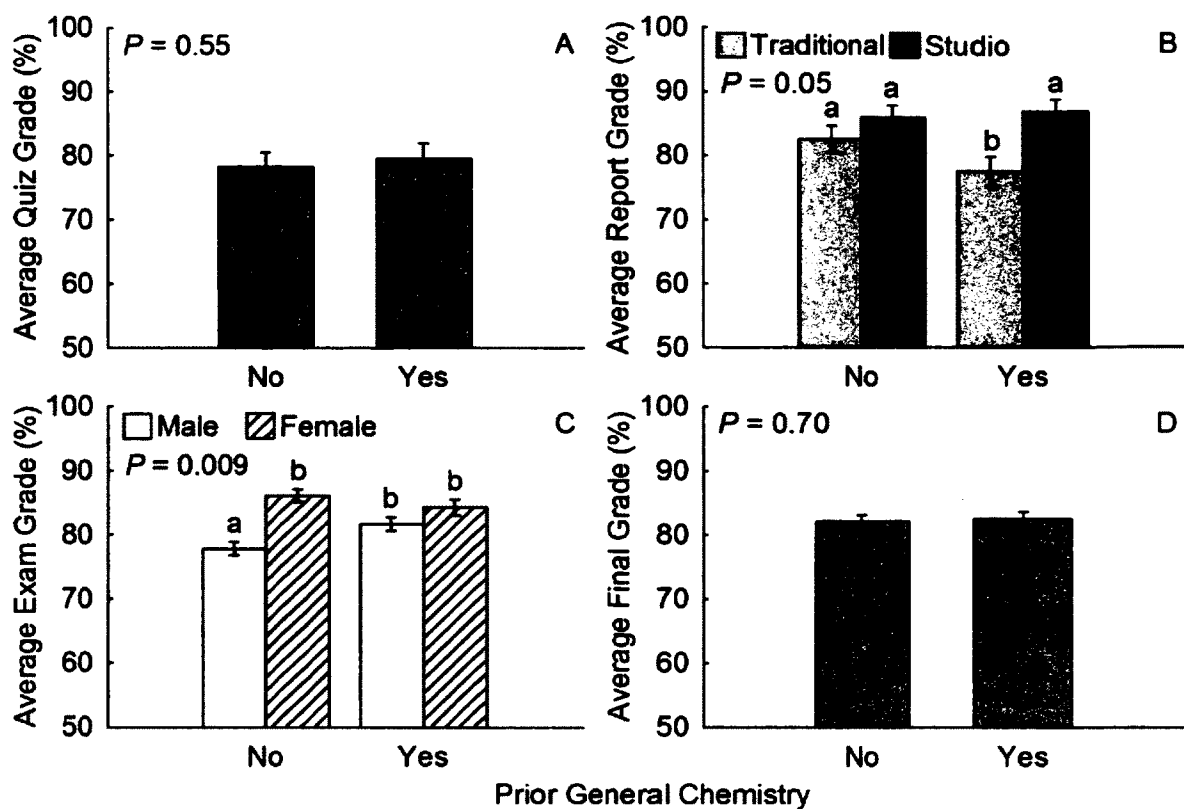 Average Quiz Grade (%)
100
90
80
70
60
50
P = 0.55
A
No
Yes
Average Report Grade (%)
100
90
80
70
60
50
Traditional
Studio
B
P = 0.05
a
a
b
a
No
Yes
Average Exam Grade (%)
100
90
80
70
60
50
Male
Female
C
P = 0.009
a
b
b
b
No
Yes
Average Final Grade (%)
100
90
80
70
60
50
P = 0.70
D
No
Yes
Prior General Chemistry